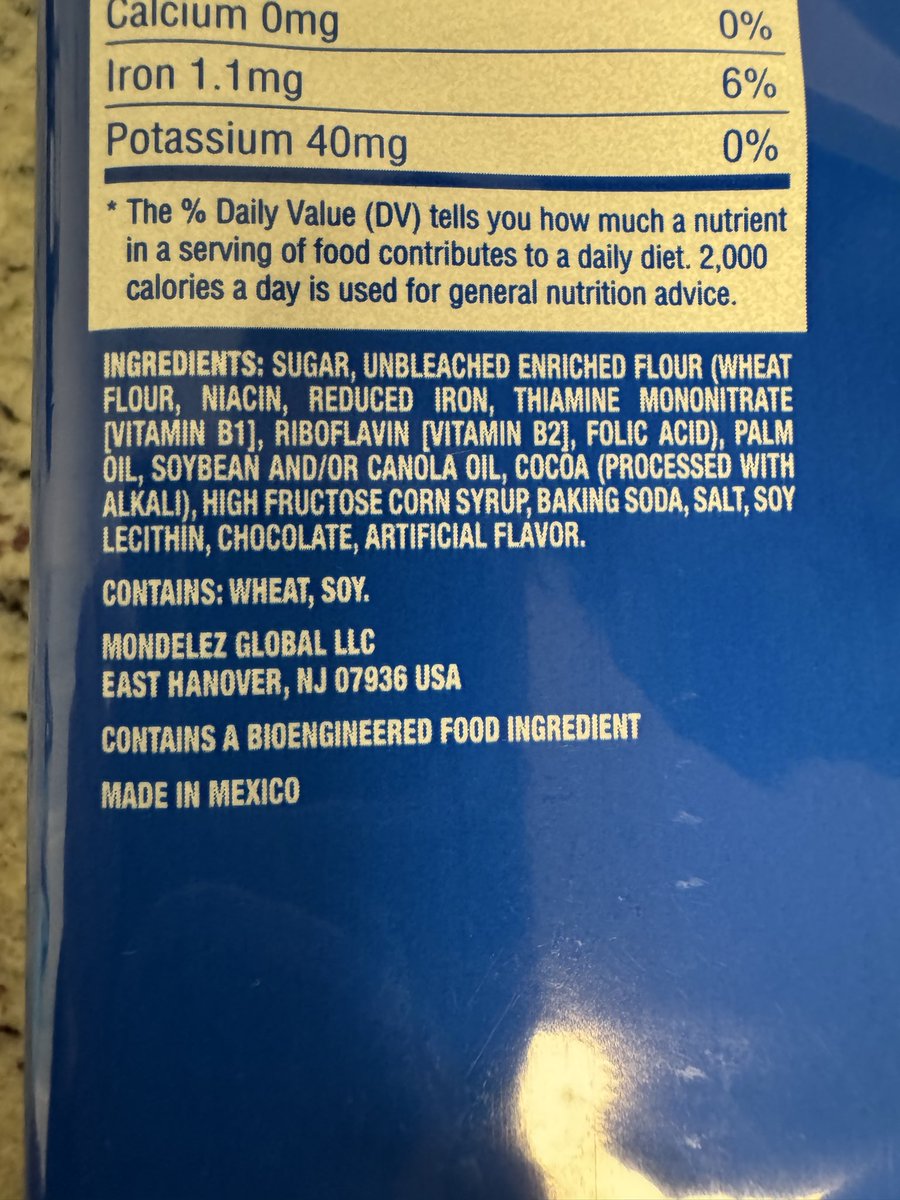 Calcium 0mg 0%
Iron 1.1mg 6%
Potassium 40mg 0%
* The % Daily Value (DV) tells you how much a nutrient
in a serving of food contributes to a daily diet. 2,000
calories a day is used for general nutrition advice.
INGREDIENTS: SUGAR, UNBLEACHED ENRICHED FLOUR (WHEAT
FLOUR, NIACIN, REDUCED IRON, THIAMINE MONONITRATE
[VITAMIN B1], RIBOFLAVIN [VITAMIN B2], FOLIC ACID), PALM
OIL, SOYBEAN AND/OR CANOLA OIL, COCOA (PROCESSED WITH
ALKALI), HIGH FRUCTOSE CORN SYRUP, BAKING SODA, SALT, SOY
LECITHIN, CHOCOLATE, ARTIFICIAL FLAVOR.
CONTAINS: WHEAT, SOY.
MONDELEZ GLOBAL LLC
EAST HANOVER, NJ 07936 USA
CONTAINS A BIOENGINEERED FOOD INGREDIENT
MADE IN MEXICO